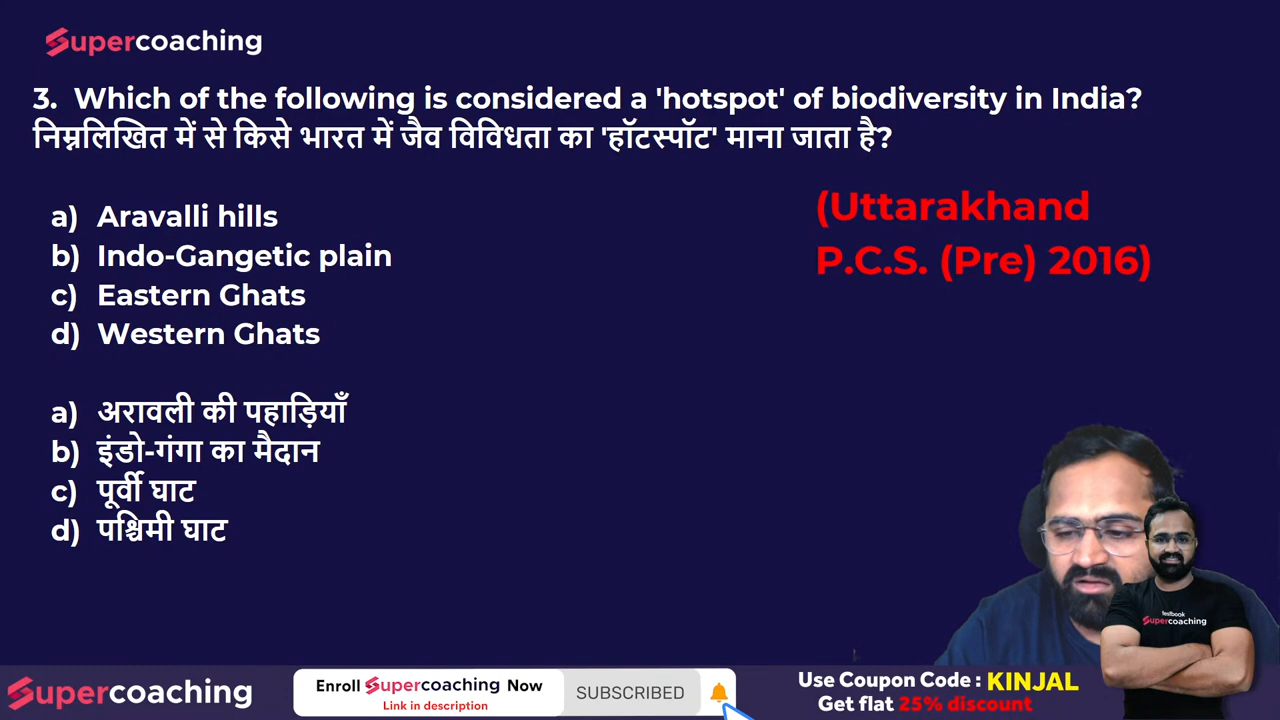 Supercoaching
3. Which of the following is considered a 'hotspot' of biodiversity in India?
निम्नलिखित में से किसे भारत में जैव विविधता का 'हॉटस्पॉट' माना जाता है?
a) Aravalli hills
b) Indo-Gangetic plain
c) Eastern Ghats
d) Western Ghats
(Uttarakhand
P.C.S. (Pre) 2016)
a) अरावली की पहाड़ियाँ
b) इंडो-गंगा का मैदान
c) पूर्वी घाट
d) पश्चिमी घाट
testbook
Supercoaching
Supercoaching
Enroll Supercoaching Now
Link in description
SUBSCRIBED
Use Coupon Code : KINJAL
Get flat 25% discount